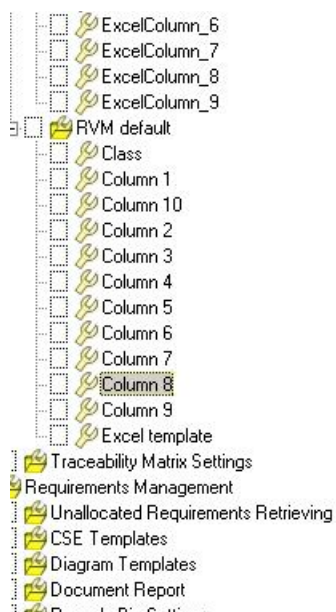 ExcelColumn_6
ExcelColumn_7
ExcelColumn_8
ExcelColumn_9
RVM default
Class
Column 1
Column 10
Column 2
Column 3
Column 4
Column 5
Column 6
Column 7
Column 8
Column 9
Excel template
Traceability Matrix Settings
Requirements Management
Unallocated Requirements Retrieving
CSE Templates
Diagram Templates
Document Report